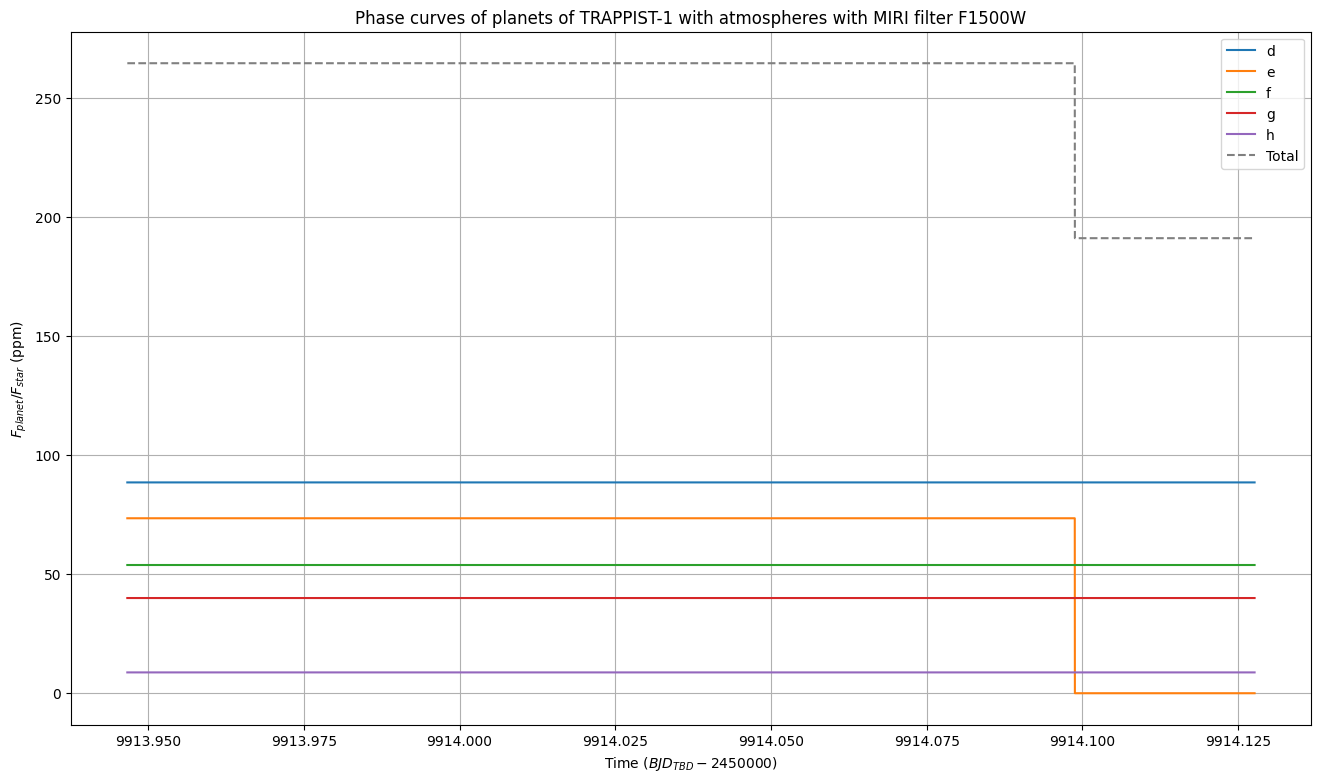 Phase curves of planets of TRAPPIST-1 with atmospheres with MIRI filter F1500W
d
e
f
g
h
Total
250
200
150
100
50
0
F_planet/F_star (ppm)
9913.950 9913.975 9914.000 9914.025 9914.050 9914.075 9914.100 9914.125
Time (BJD_TBD − 2450000)